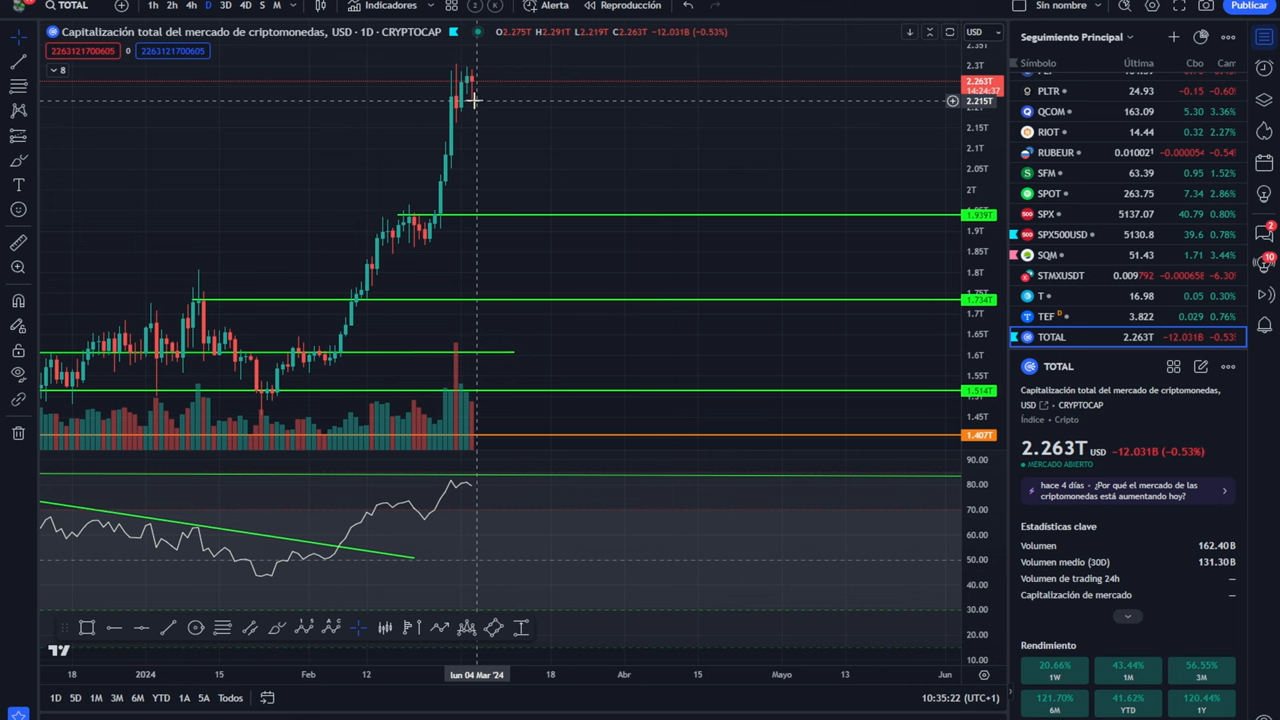 TOTAL 1h 2h 4h D 3D 4D S M Indicadores Alerta Reproducción Sin nombre Publicar
Capitalización total del mercado de criptomonedas, USD · 1D · CRYPTOCAP O2.275T H2.291T L2.219T C2.263T −12.031B (−0.53%)
2263121700605 0 2263121700605
8
USD
2.35T
2.3T
2.263T
14:24:37
2.215T
2.15T
2.1T
2.05T
2T
1.939T
1.9T
1.85T
1.8T
1.75T
1.734T
1.7T
1.65T
1.6T
1.55T
1.514T
1.45T
1.407T
90.00
80.00
70.00
60.00
50.00
40.00
30.00
20.00
10.00
18 2024 15 Feb 12 lun 04 Mar '24 18 Abr 15 Mayo 13 Jun
1D 5D 1M 3M 6M YTD 1A 5A Todos
10:35:22 (UTC+1)
Seguimiento Principal
Símbolo Última Cbo
PLTR 24.93 −0.15
QCOM 163.09 5.30 3.36%
RIOT 14.44 0.32 2.27%
RUBEUR
SFM 63.39 0.95 1.52%
SPOT 263.75 7.34 2.86%
SPX 5137.07 40.79 0.80%
SPX500USD 5130.8 39.6 0.78%
SQM 51.43 1.71 3.44%
STMXUSDT 0.009792 −0.000658
T 16.98 0.05 0.30%
TEF D 3.822 0.029 0.76%
TOTAL 2.263T −12.031B
2
10
TOTAL
Capitalización total del mercado de criptomonedas,
USD • CRYPTOCAP
Índice • Cripto
2.263T USD −12.031B (−0.53%)
MERCADO ABIERTO
hace 4 días • ¿Por qué el mercado de las
criptomonedas está aumentando hoy?
Estadísticas clave
Volumen 162.40B
Volumen medio (30D) 131.30B
Volumen de trading 24h —
Capitalización de mercado —
Rendimiento
20.66% 43.44% 56.55%
1W 1M 3M
121.70% 41.62% 120.44%
6M YTD 1Y